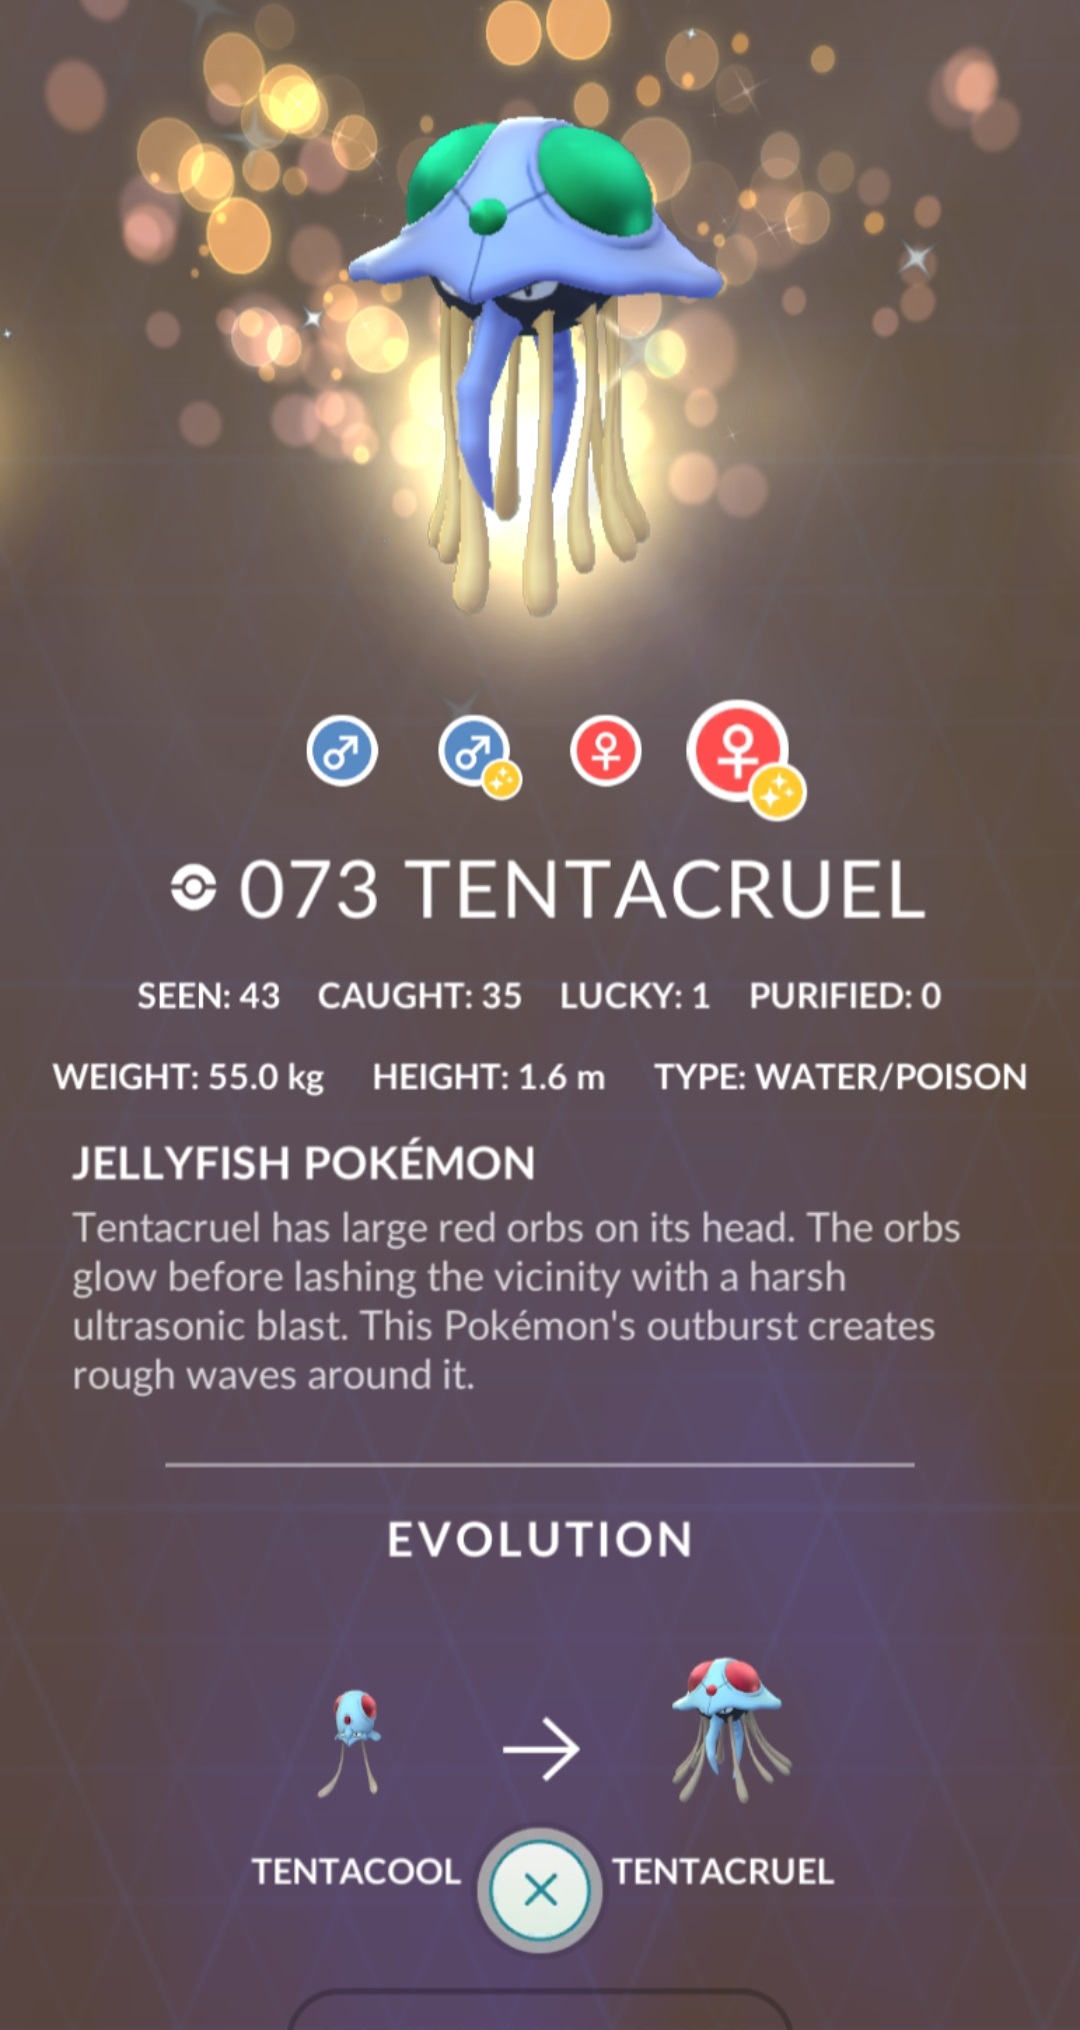 073 TENTACRUEL
SEEN: 43 CAUGHT: 35 LUCKY: 1 PURIFIED: 0
WEIGHT: 55.0 kg HEIGHT: 1.6 m TYPE: WATER/POISON
JELLYFISH POKÉMON
Tentacruel has large red orbs on its head. The orbs
glow before lashing the vicinity with a harsh
ultrasonic blast. This Pokémon's outburst creates
rough waves around it.
EVOLUTION
TENTACOOL TENTACRUEL